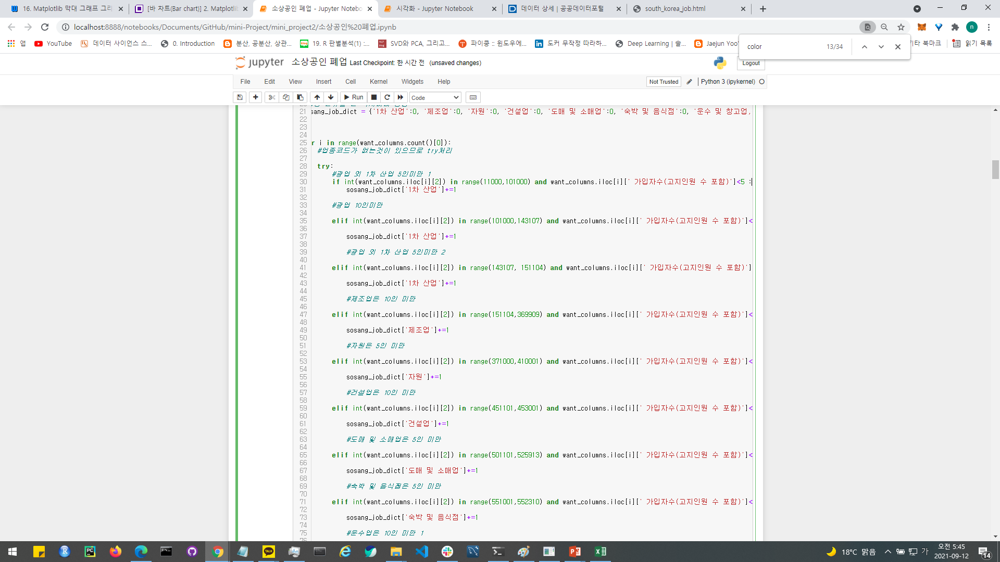 16. Matplotlib 막대 그래프 그리
[바 차트(Bar chart)] 2. Matplotlib
소상공인 폐업 - Jupyter Notebo
시각화 - Jupyter Notebook
데이터 상세 | 공공데이터포털
south_korea_job.html
localhost:8888/notebooks/Documents/GitHub/mini-Project/mini_project2/소상공인%20폐업.ipynb
앱
YouTube
데이터 사이언스 스...
0. Introduction
분산, 공분산, 상관...
19. R 판별분석(1) :...
SVD와 PCA, 그리고...
파이쿵 :: 윈도우에...
도커 무작정 따라하...
Deep Learning | 솔...
Jaejun Yoo'
기타 북마크
읽기 목록
color 13/34
jupyter 소상공인 폐업 Last Checkpoint: 한 시간 전 (unsaved changes)
Logout
File Edit View Insert Cell Kernel Widgets Help
Not Trusted
Python 3 (ipykernel)
Run
Code
21 sang_job_dict = {'1차 산업':0, '제조업':0, '자원':0, '건설업':0, '도매 및 소매업':0, '숙박 및 음식점':0, '운수 및 창고업,
22
23
24
25 r i in range(want_columns.count()[0]):
26 #업종코드가 없는것이 있으므로 try처리
27
28 try:
29 #광업 외 1차 산업 5인미만 1
30 if int(want_columns.iloc[i][2]) in range(11000,101000) and want_columns.iloc[i][' 가입자수(고지인원 수 포함)']<5 :
31 sosang_job_dict['1차 산업']+=1
32
33 #광업 10인미만
34
35 elif int(want_columns.iloc[i][2]) in range(101000,143107) and want_columns.iloc[i][' 가입자수(고지인원 수 포함)']<
36
37 sosang_job_dict['1차 산업']+=1
38
39 #광업 외 1차 산업 5인미만 2
40
41 elif int(want_columns.iloc[i][2]) in range(143107, 151104) and want_columns.iloc[i][' 가입자수(고지인원 수 포함)']
42
43 sosang_job_dict['1차 산업']+=1
44
45 #제조업은 10인 미만
46
47 elif int(want_columns.iloc[i][2]) in range(151104,369909) and want_columns.iloc[i][' 가입자수(고지인원 수 포함)']<
48
49 sosang_job_dict['제조업']+=1
50
51 #자원은 5인 미만
52
53 elif int(want_columns.iloc[i][2]) in range(371000,410001) and want_columns.iloc[i][' 가입자수(고지인원 수 포함)']<
54
55 sosang_job_dict['자원']+=1
56
57 #건설업은 10인 미만
58
59 elif int(want_columns.iloc[i][2]) in range(451101,453001) and want_columns.iloc[i][' 가입자수(고지인원 수 포함)']<
60
61 sosang_job_dict['건설업']+=1
62
63 #도매 및 소매업은 5인 미만
64
65 elif int(want_columns.iloc[i][2]) in range(501101,525913) and want_columns.iloc[i][' 가입자수(고지인원 수 포함)']<
66
67 sosang_job_dict['도매 및 소매업']+=1
68
69 #숙박 및 음식점은 5인 미만
70
71 elif int(want_columns.iloc[i][2]) in range(551001,552310) and want_columns.iloc[i][' 가입자수(고지인원 수 포함)']<
72
73 sosang_job_dict['숙박 및 음식점']+=1
74
75 #운수업은 10인 미만 1
18°C 맑음
가
오전 5:45
2021-09-12
14